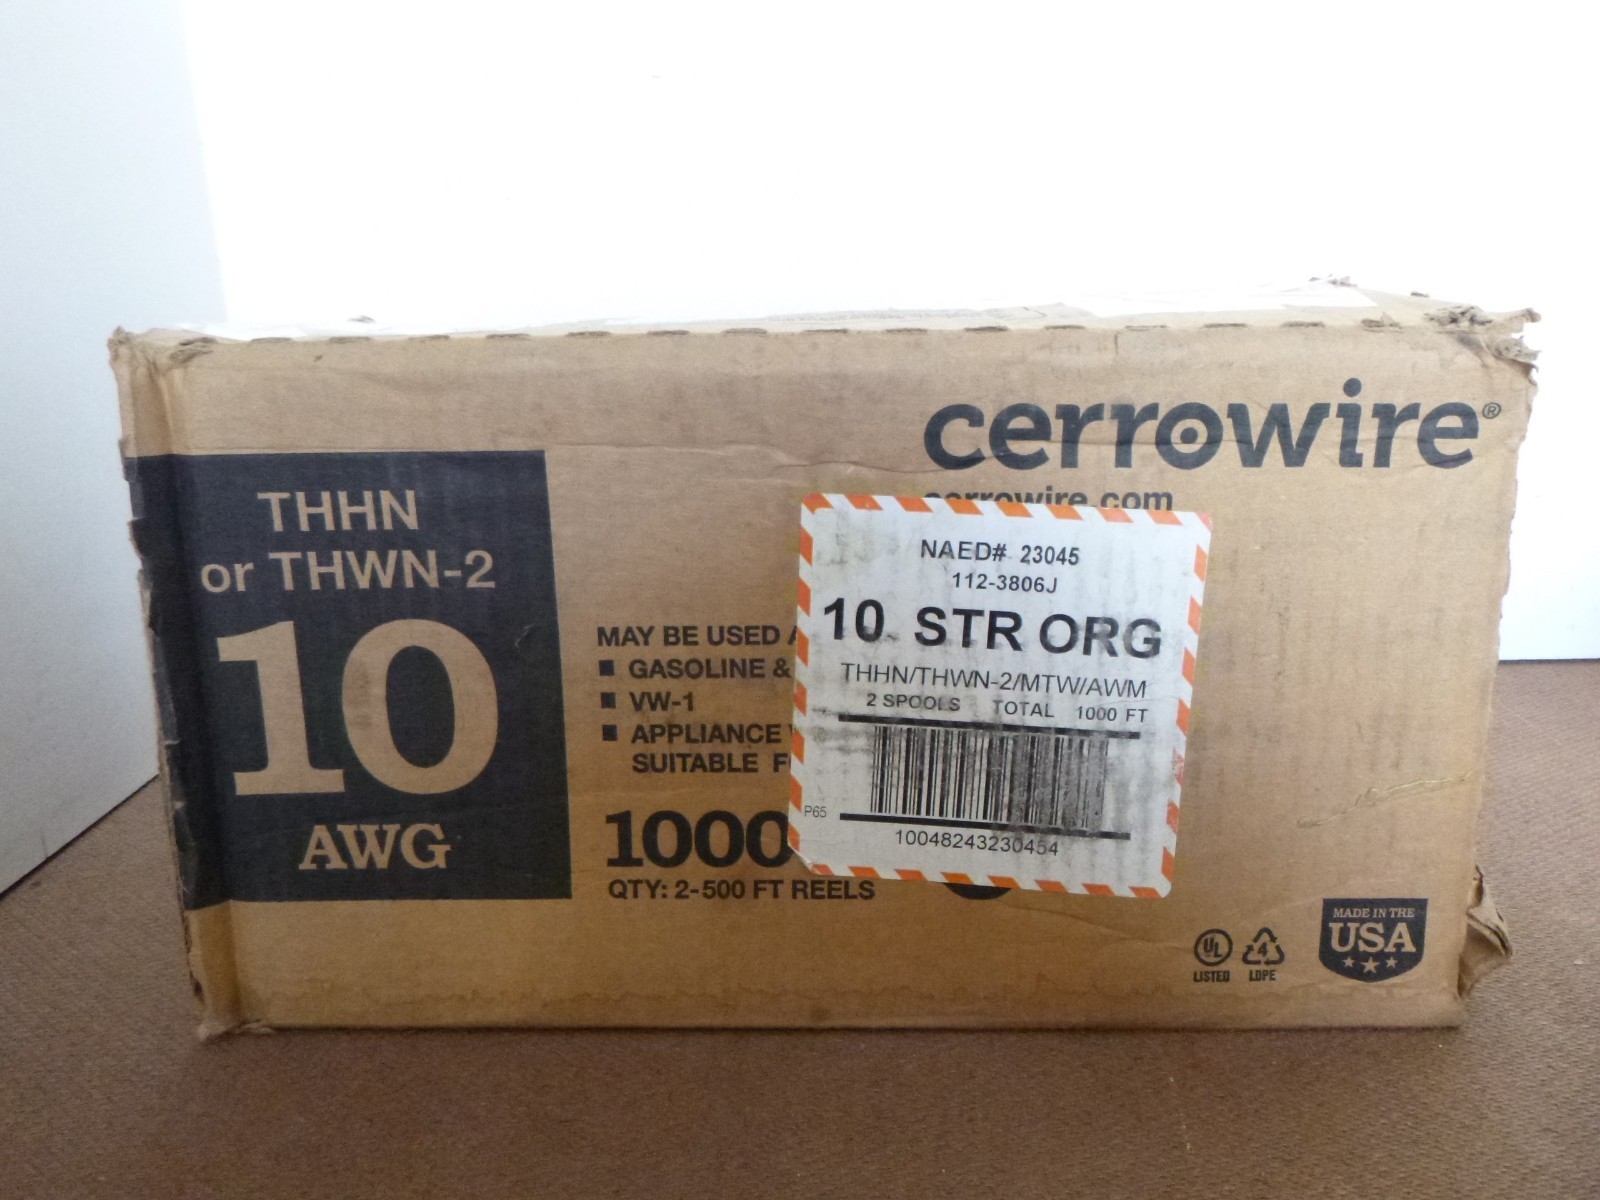 cerrowire®
cerrowire.com
THHN
or THWN-2
10
AWG
MAY BE USED
■ GASOLINE &
■ VW-1
■ APPLIANCE
SUITABLE
1000
QTY: 2-500 FT REELS
NAED# 23045
112-3806J
10 STR ORG
THHN/THWN-2/MTW/AWM
2 SPOOLS TOTAL 1000 FT
P65
10048243230454
UL
LISTED
4
LDPE
MADE IN THE
USA